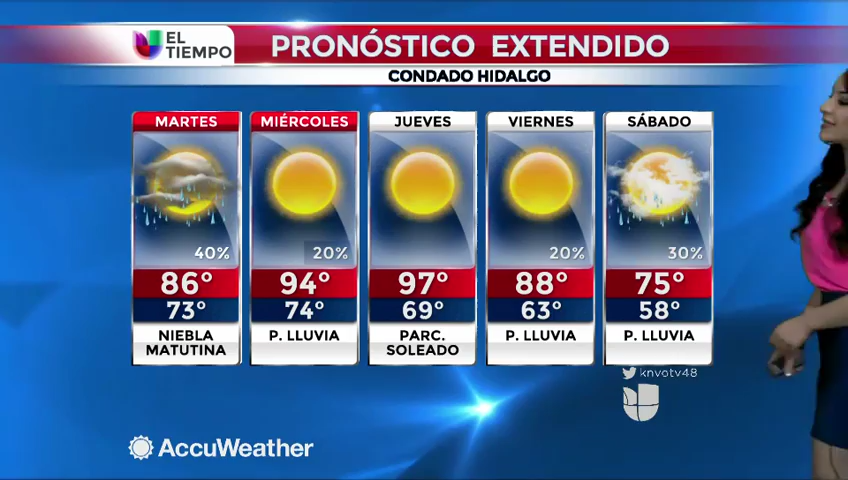 EL
TIEMPO
PRONÓSTICO EXTENDIDO
CONDADO HIDALGO
MARTES
40%
86°
73°
NIEBLA
MATUTINA
MIÉRCOLES
20%
94°
74°
P. LLUVIA
JUEVES
97°
69°
PARC.
SOLEADO
VIERNES
20%
88°
63°
P. LLUVIA
SÁBADO
30%
75°
58°
P. LLUVIA
knvotv48
AccuWeather